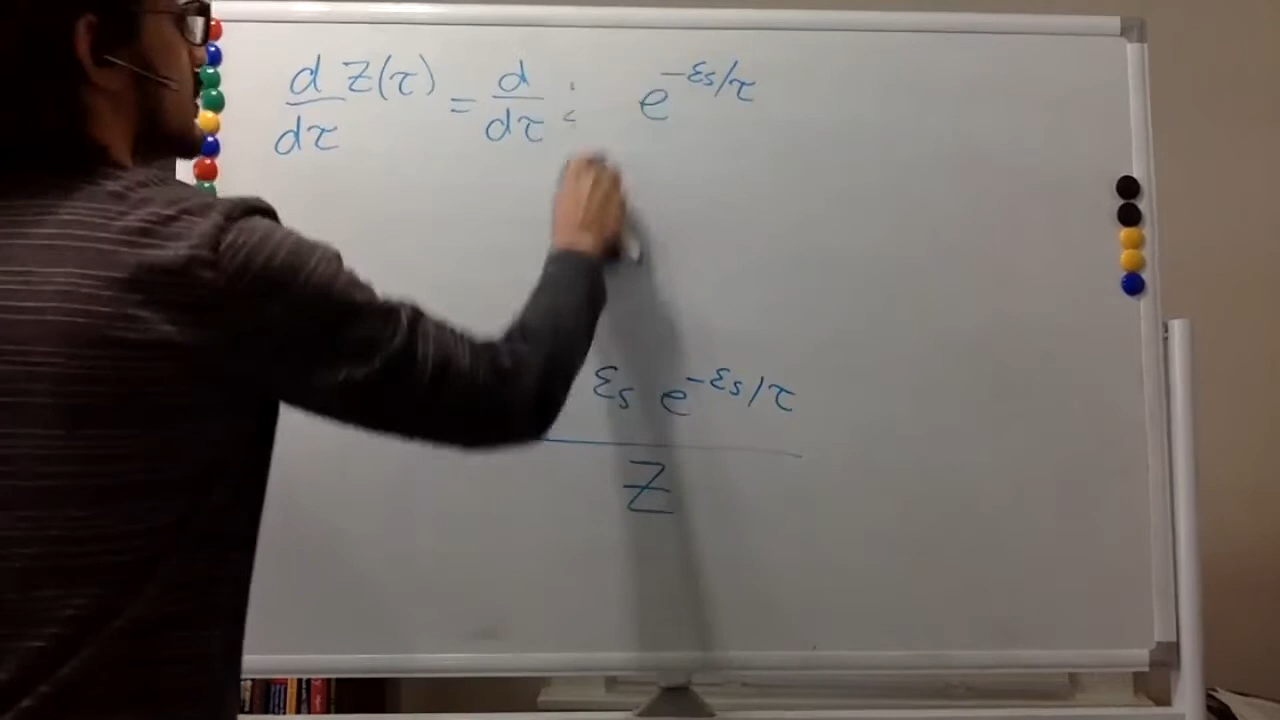 d/dτ Z(τ) = d/dτ e^{-εs/τ}
εs e^{-εs/τ}
Z